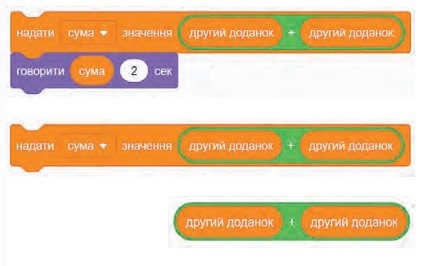 надати сума значення другий доданок + другий доданок
говорити сума 2 сек
надати сума значення другий доданок + другий доданок
другий доданок + другий доданок